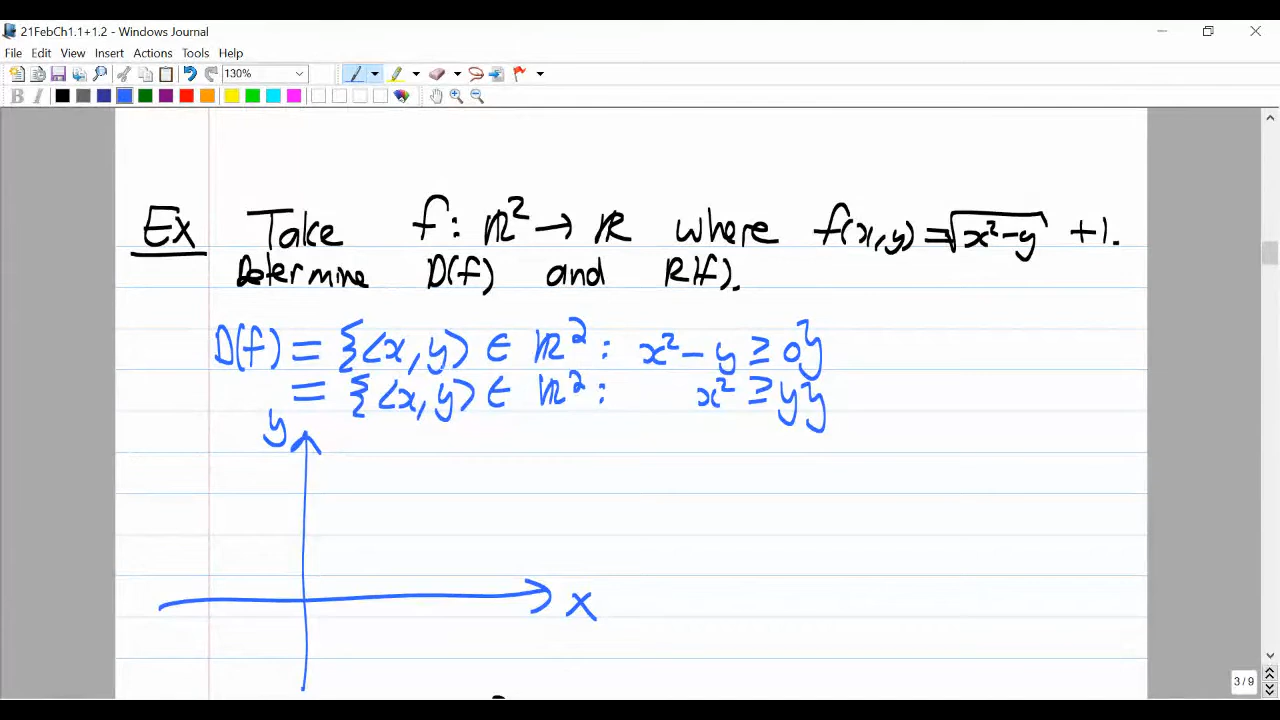 21FebCh1.1+1.2 - Windows Journal
File Edit View Insert Actions Tools Help
130%
B I
Ex Take f: ℝ² → ℝ where f(x,y) = √(x²-y) +1.
Determine D(f) and R(f).
D(f) = {<x,y> ∈ ℝ² : x² - y ≥ 0}
= {<x,y> ∈ ℝ² : x² ≥ y}
y
x
3 / 9